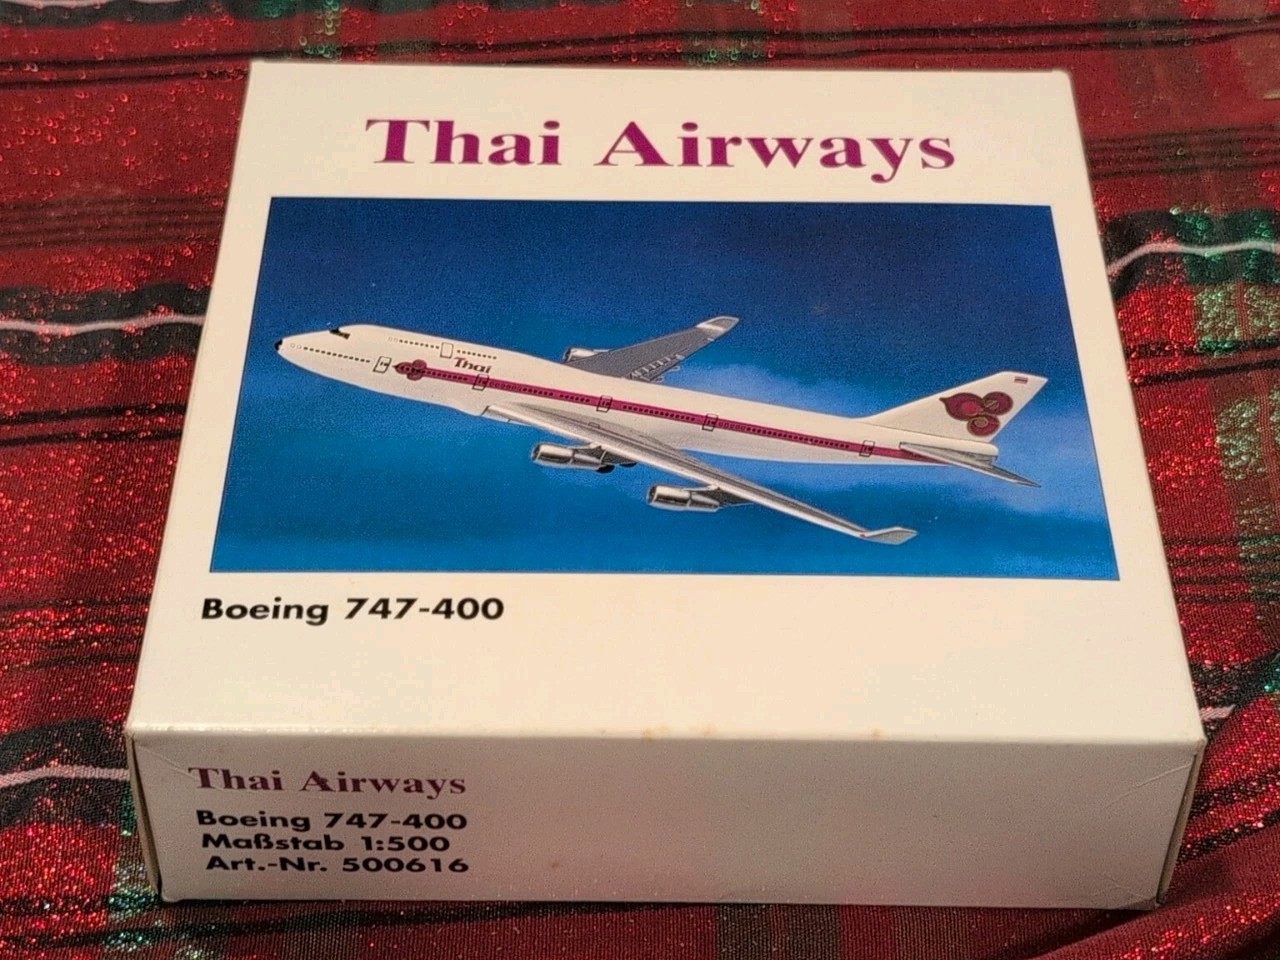 Thai Airways
Thai
Boeing 747-400
Thai Airways
Boeing 747-400
Maßstab 1:500
Art.-Nr. 500616